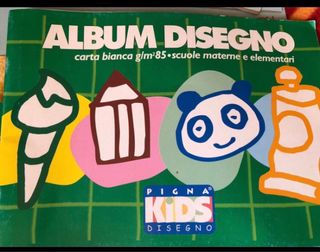 ALBUM DISEGNO
carta bianca g/m² 85 • scuole materne e elementari
PIGNA®
KiDS
DISEGNO